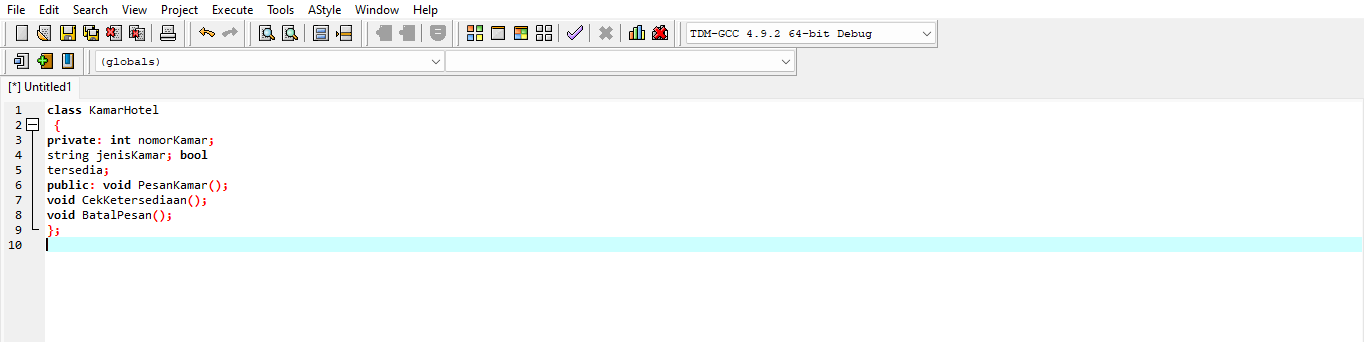 File Edit Search View Project Execute Tools AStyle Window Help
TDM-GCC 4.9.2 64-bit Debug
(globals)
[*] Untitled1
1 class KamarHotel
2 {
3 private: int nomorKamar;
4 string jenisKamar; bool
5 tersedia;
6 public: void PesanKamar();
7 void CekKetersediaan();
8 void BatalPesan();
9 };
10